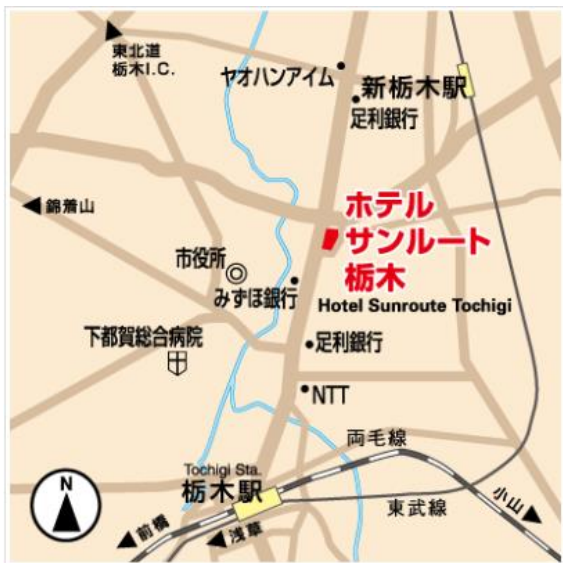 東北道
栃木I.C.
ヤオハンアイム
新栃木駅
足利銀行
錦着山
ホテル
サンルート
栃木
Hotel Sunroute Tochigi
市役所
みずほ銀行
下都賀総合病院
足利銀行
NTT
両毛線
Tochigi Sta.
栃木駅
東武線
小山
前橋
浅草
N